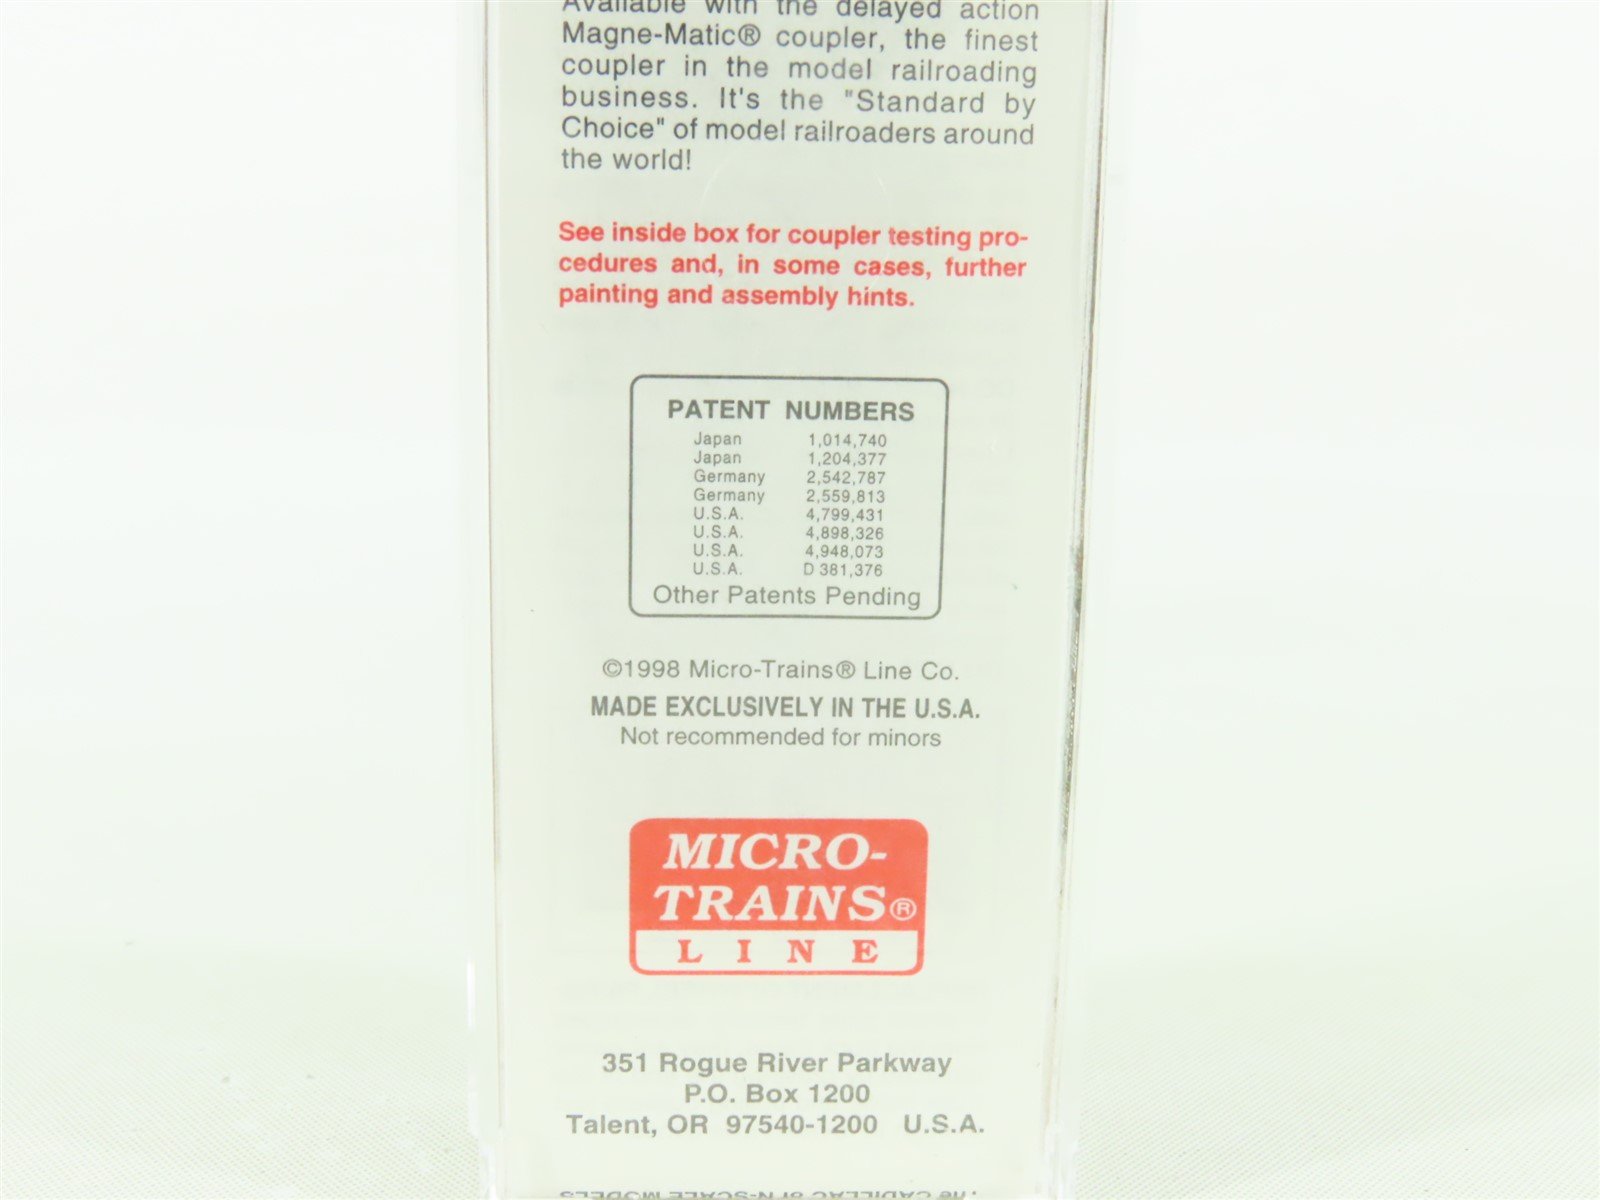 Available with the delayed action
Magne-Matic® coupler, the finest
coupler in the model railroading
business. It's the "Standard by
Choice" of model railroaders around
the world!
See inside box for coupler testing pro-
cedures and, in some cases, further
painting and assembly hints.
PATENT NUMBERS
Japan 1,014,740
Japan 1,204,377
Germany 2,542,787
Germany 2,559,813
U.S.A. 4,799,431
U.S.A. 4,898,326
U.S.A. 4,948,073
U.S.A. D 381,376
Other Patents Pending
©1998 Micro-Trains® Line Co.
MADE EXCLUSIVELY IN THE U.S.A.
Not recommended for minors
MICRO-
TRAINS®
LINE
351 Rogue River Parkway
P.O. Box 1200
Talent, OR 97540-1200 U.S.A.